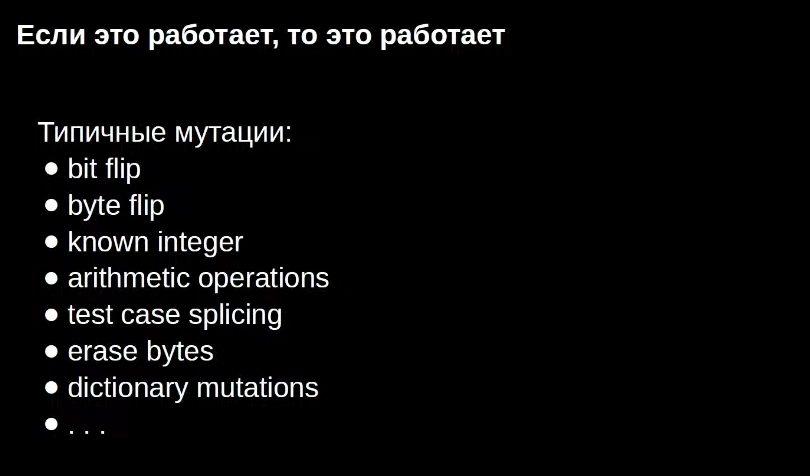 Если это работает, то это работает
Типичные мутации:
● bit flip
● byte flip
● known integer
● arithmetic operations
● test case splicing
● erase bytes
● dictionary mutations
● . . .